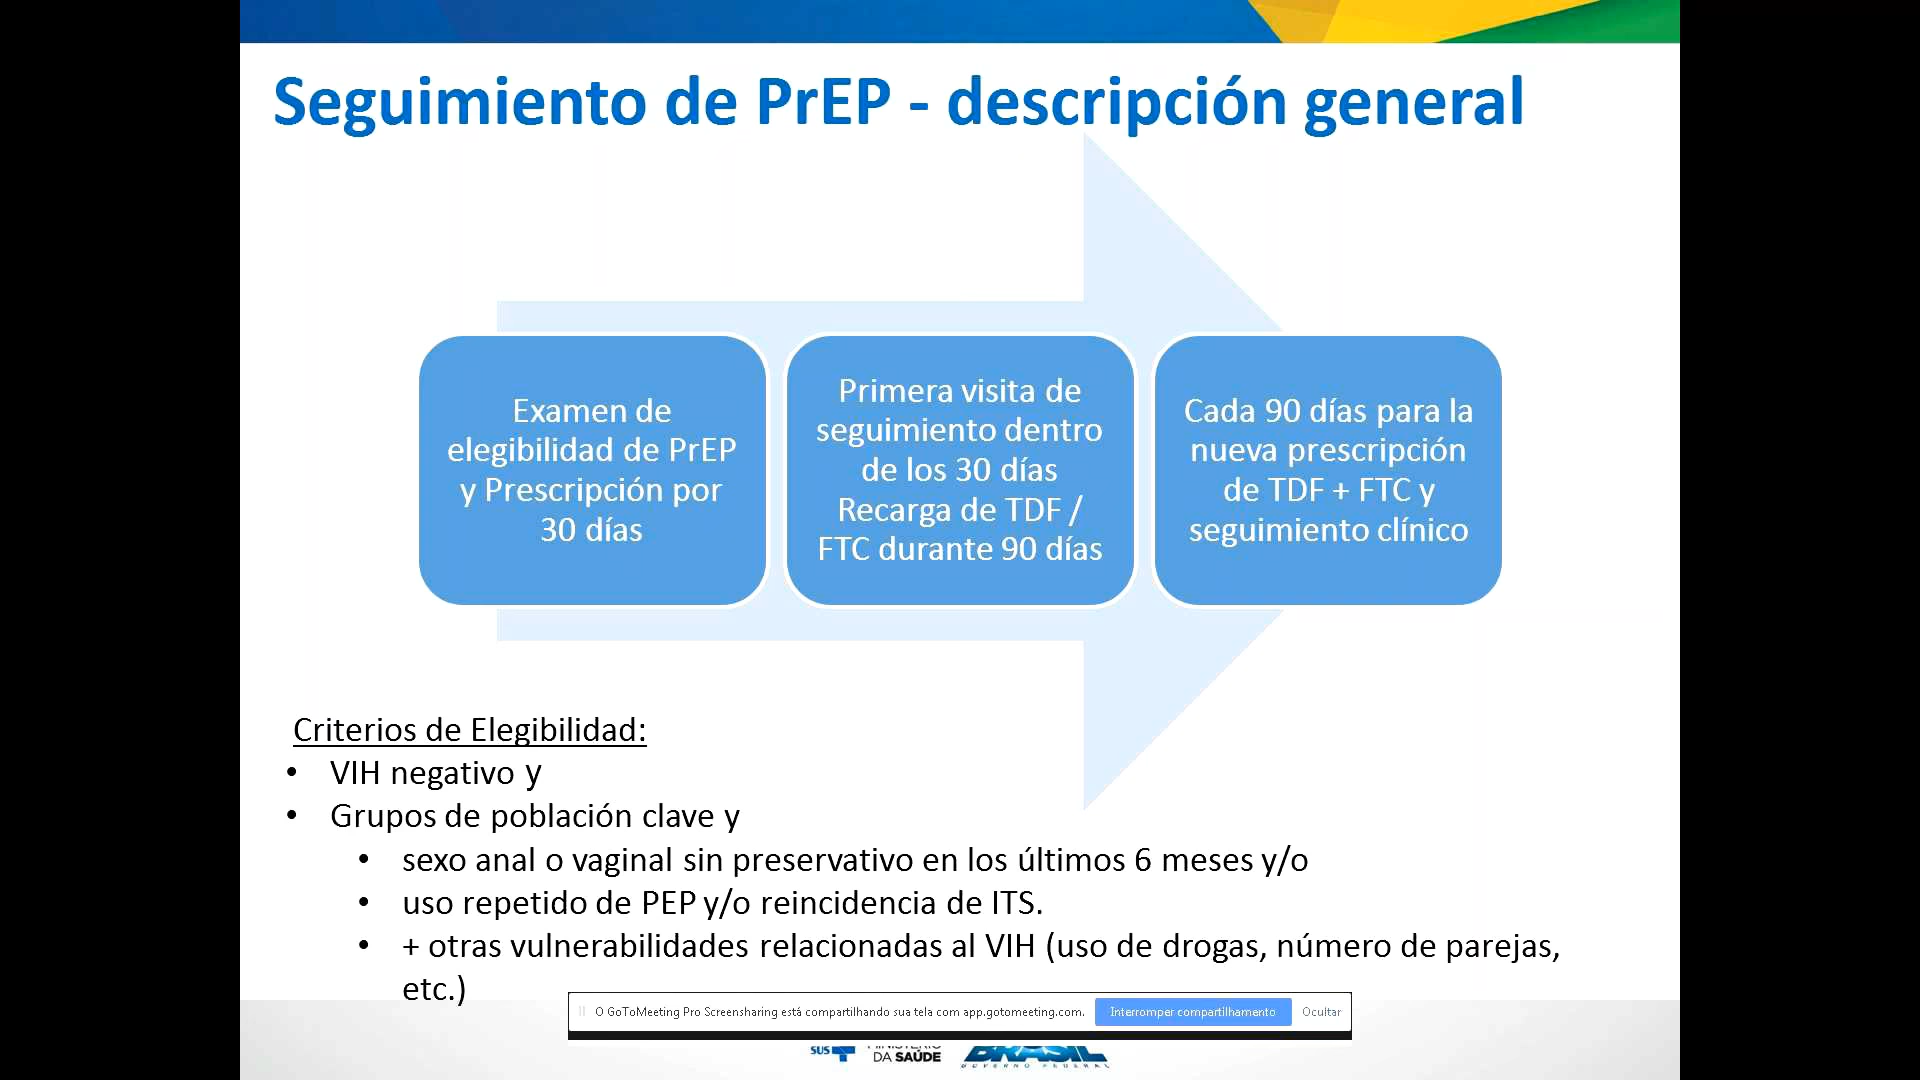 Seguimiento de PrEP - descripción general
Examen de
elegibilidad de PrEP
y Prescripción por
30 días
Primera visita de
seguimiento dentro
de los 30 días
Recarga de TDF /
FTC durante 90 días
Cada 90 días para la
nueva prescripción
de TDF + FTC y
seguimiento clínico
Criterios de Elegibilidad:
• VIH negativo y
• Grupos de población clave y
• sexo anal o vaginal sin preservativo en los últimos 6 meses y/o
• uso repetido de PEP y/o reincidencia de ITS.
• + otras vulnerabilidades relacionadas al VIH (uso de drogas, número de parejas,
etc.)
O GoToMeeting Pro Screensharing está compartilhando sua tela com app.gotomeeting.com.
Interromper compartilhamento
Ocultar
SUS
MINISTÉRIO
DA SAÚDE
BRASIL
GOVERNO FEDERAL